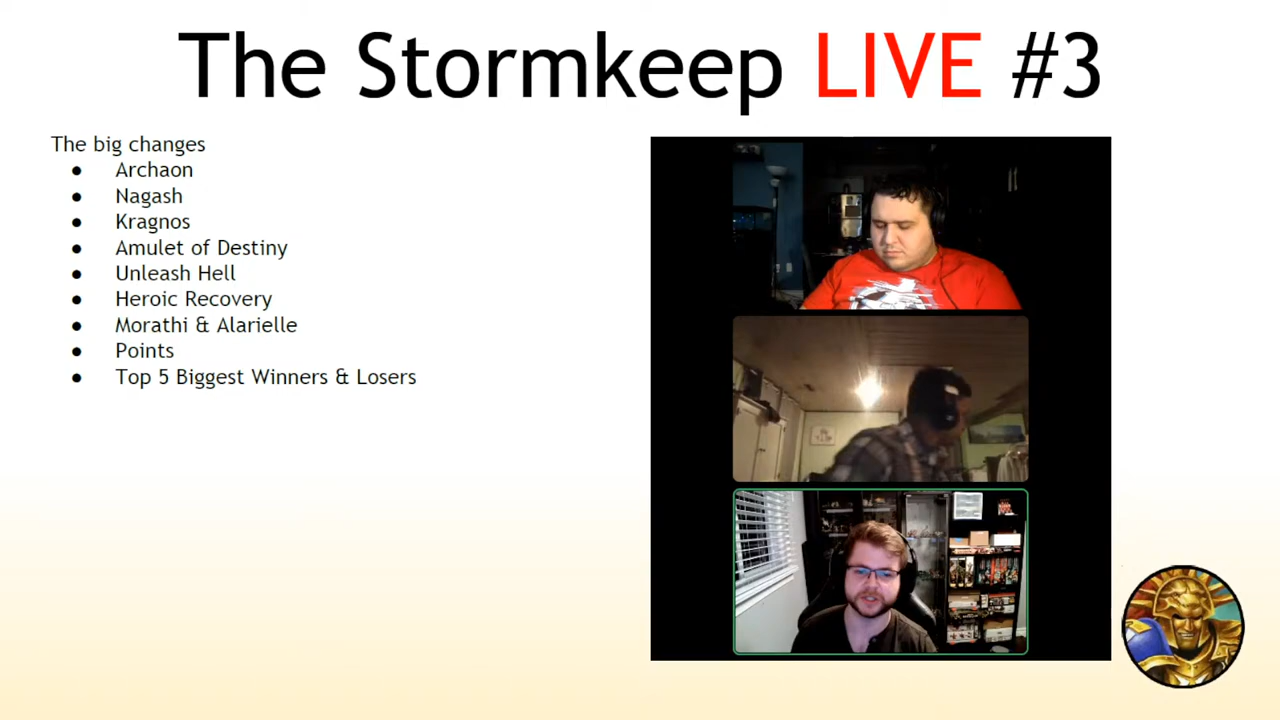 The Stormkeep LIVE #3
The big changes
● Archaon
● Nagash
● Kragnos
● Amulet of Destiny
● Unleash Hell
● Heroic Recovery
● Morathi & Alarielle
● Points
● Top 5 Biggest Winners & Losers